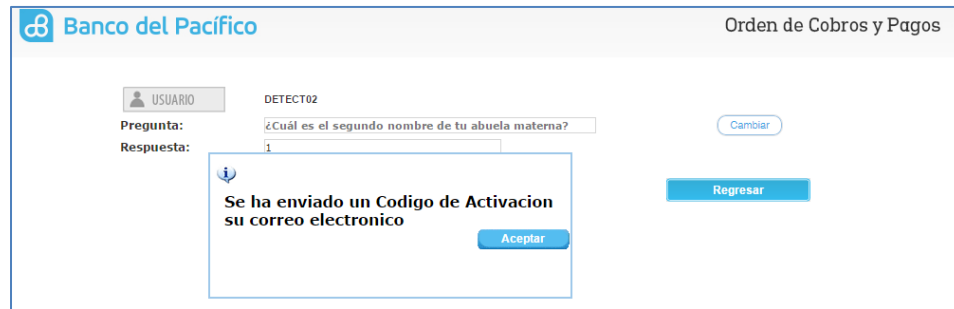 Banco del Pacífico
Orden de Cobros y Pagos
USUARIO DETECT02
Pregunta: ¿Cuál es el segundo nombre de tu abuela materna? Cambiar
Respuesta: 1
Se ha enviado un Codigo de Activacion
su correo electronico
Aceptar
Regresar